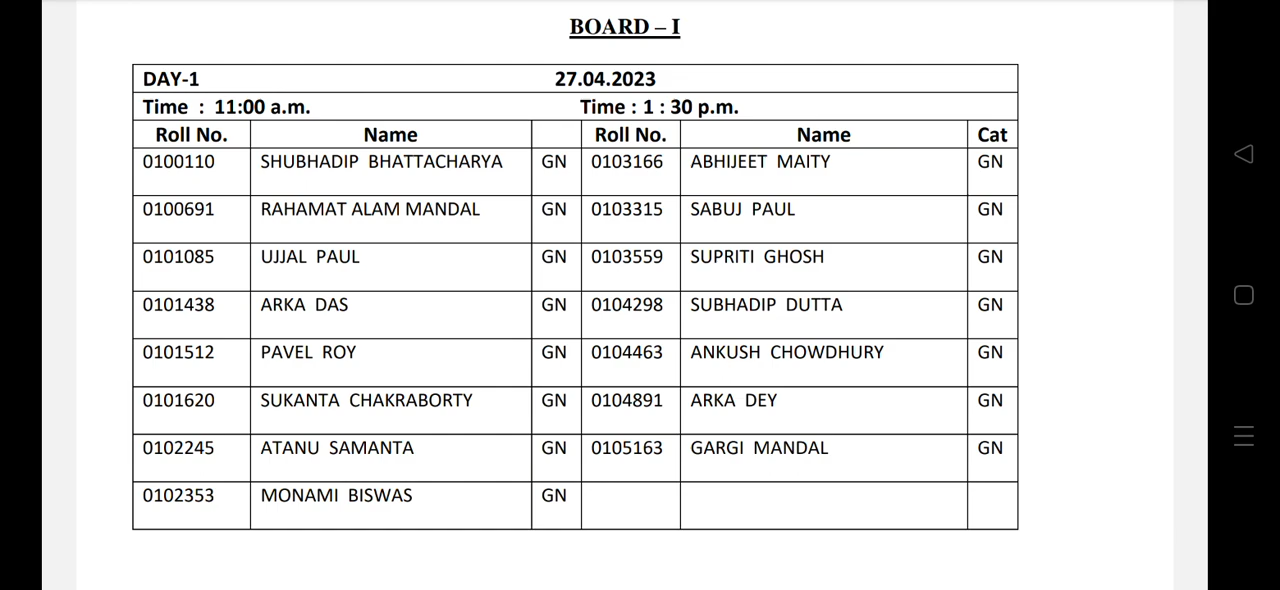 BOARD – I
DAY-1 27.04.2023
Time : 11:00 a.m. Time : 1 : 30 p.m.
Roll No. Name Roll No. Name Cat
0100110 SHUBHADIP BHATTACHARYA GN 0103166 ABHIJEET MAITY GN
0100691 RAHAMAT ALAM MANDAL GN 0103315 SABUJ PAUL GN
0101085 UJJAL PAUL GN 0103559 SUPRITI GHOSH GN
0101438 ARKA DAS GN 0104298 SUBHADIP DUTTA GN
0101512 PAVEL ROY GN 0104463 ANKUSH CHOWDHURY GN
0101620 SUKANTA CHAKRABORTY GN 0104891 ARKA DEY GN
0102245 ATANU SAMANTA GN 0105163 GARGI MANDAL GN
0102353 MONAMI BISWAS GN